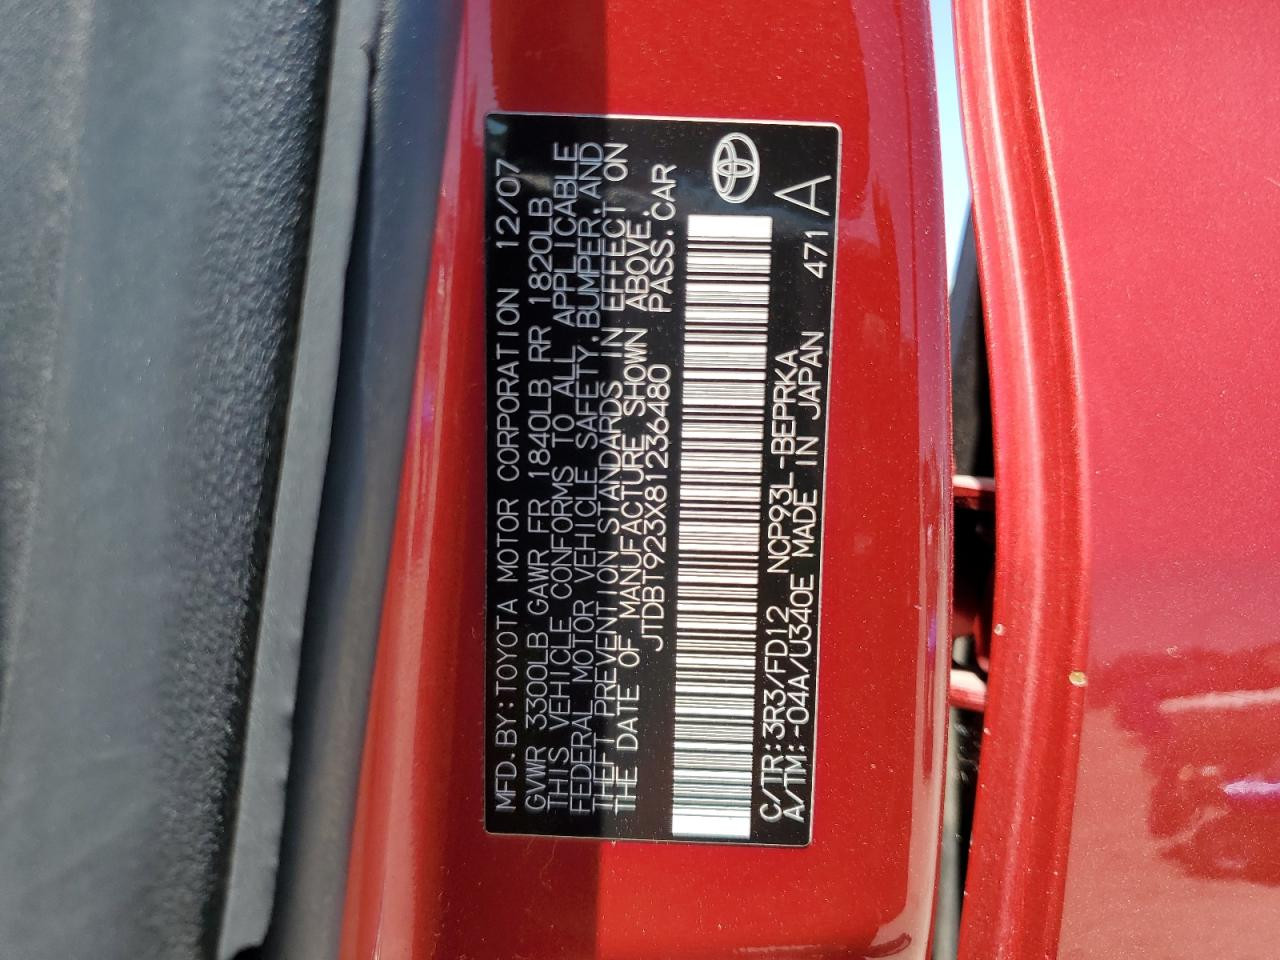 MFD. BY: TOYOTA MOTOR CORPORATION 12/07
GVWR 3300LB GAWR FR 1840LB RR 1820LB
THIS VEHICLE CONFORMS TO ALL APPLICABLE
FEDERAL MOTOR VEHICLE SAFETY, BUMPER, AND
THEFT PREVENTION STANDARDS IN EFFECT ON
THE DATE OF MANUFACTURE SHOWN ABOVE.
JTDBT923X81236480 PASS. CAR
C/TR: 3R3/FD12 NCP93L-BEPRKA
A/TM: -04A/U340E MADE IN JAPAN 471 A